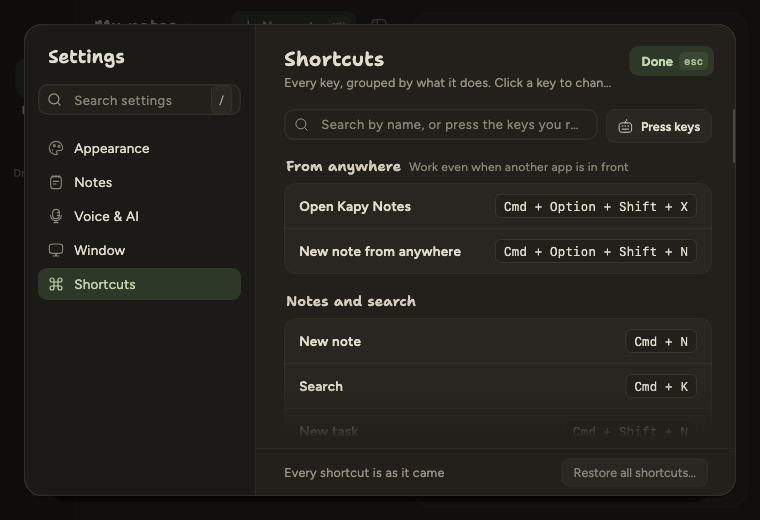 Settings
Search settings /
Appearance
Notes
Voice & AI
Window
Shortcuts
Shortcuts
Every key, grouped by what it does. Click a key to chan...
Done esc
Search by name, or press the keys you r...
Press keys
From anywhere Work even when another app is in front
Open Kapy Notes Cmd + Option + Shift + X
New note from anywhere Cmd + Option + Shift + N
Notes and search
New note Cmd + N
Search Cmd + K
New task Cmd + Shift + N
Every shortcut is as it came
Restore all shortcuts...